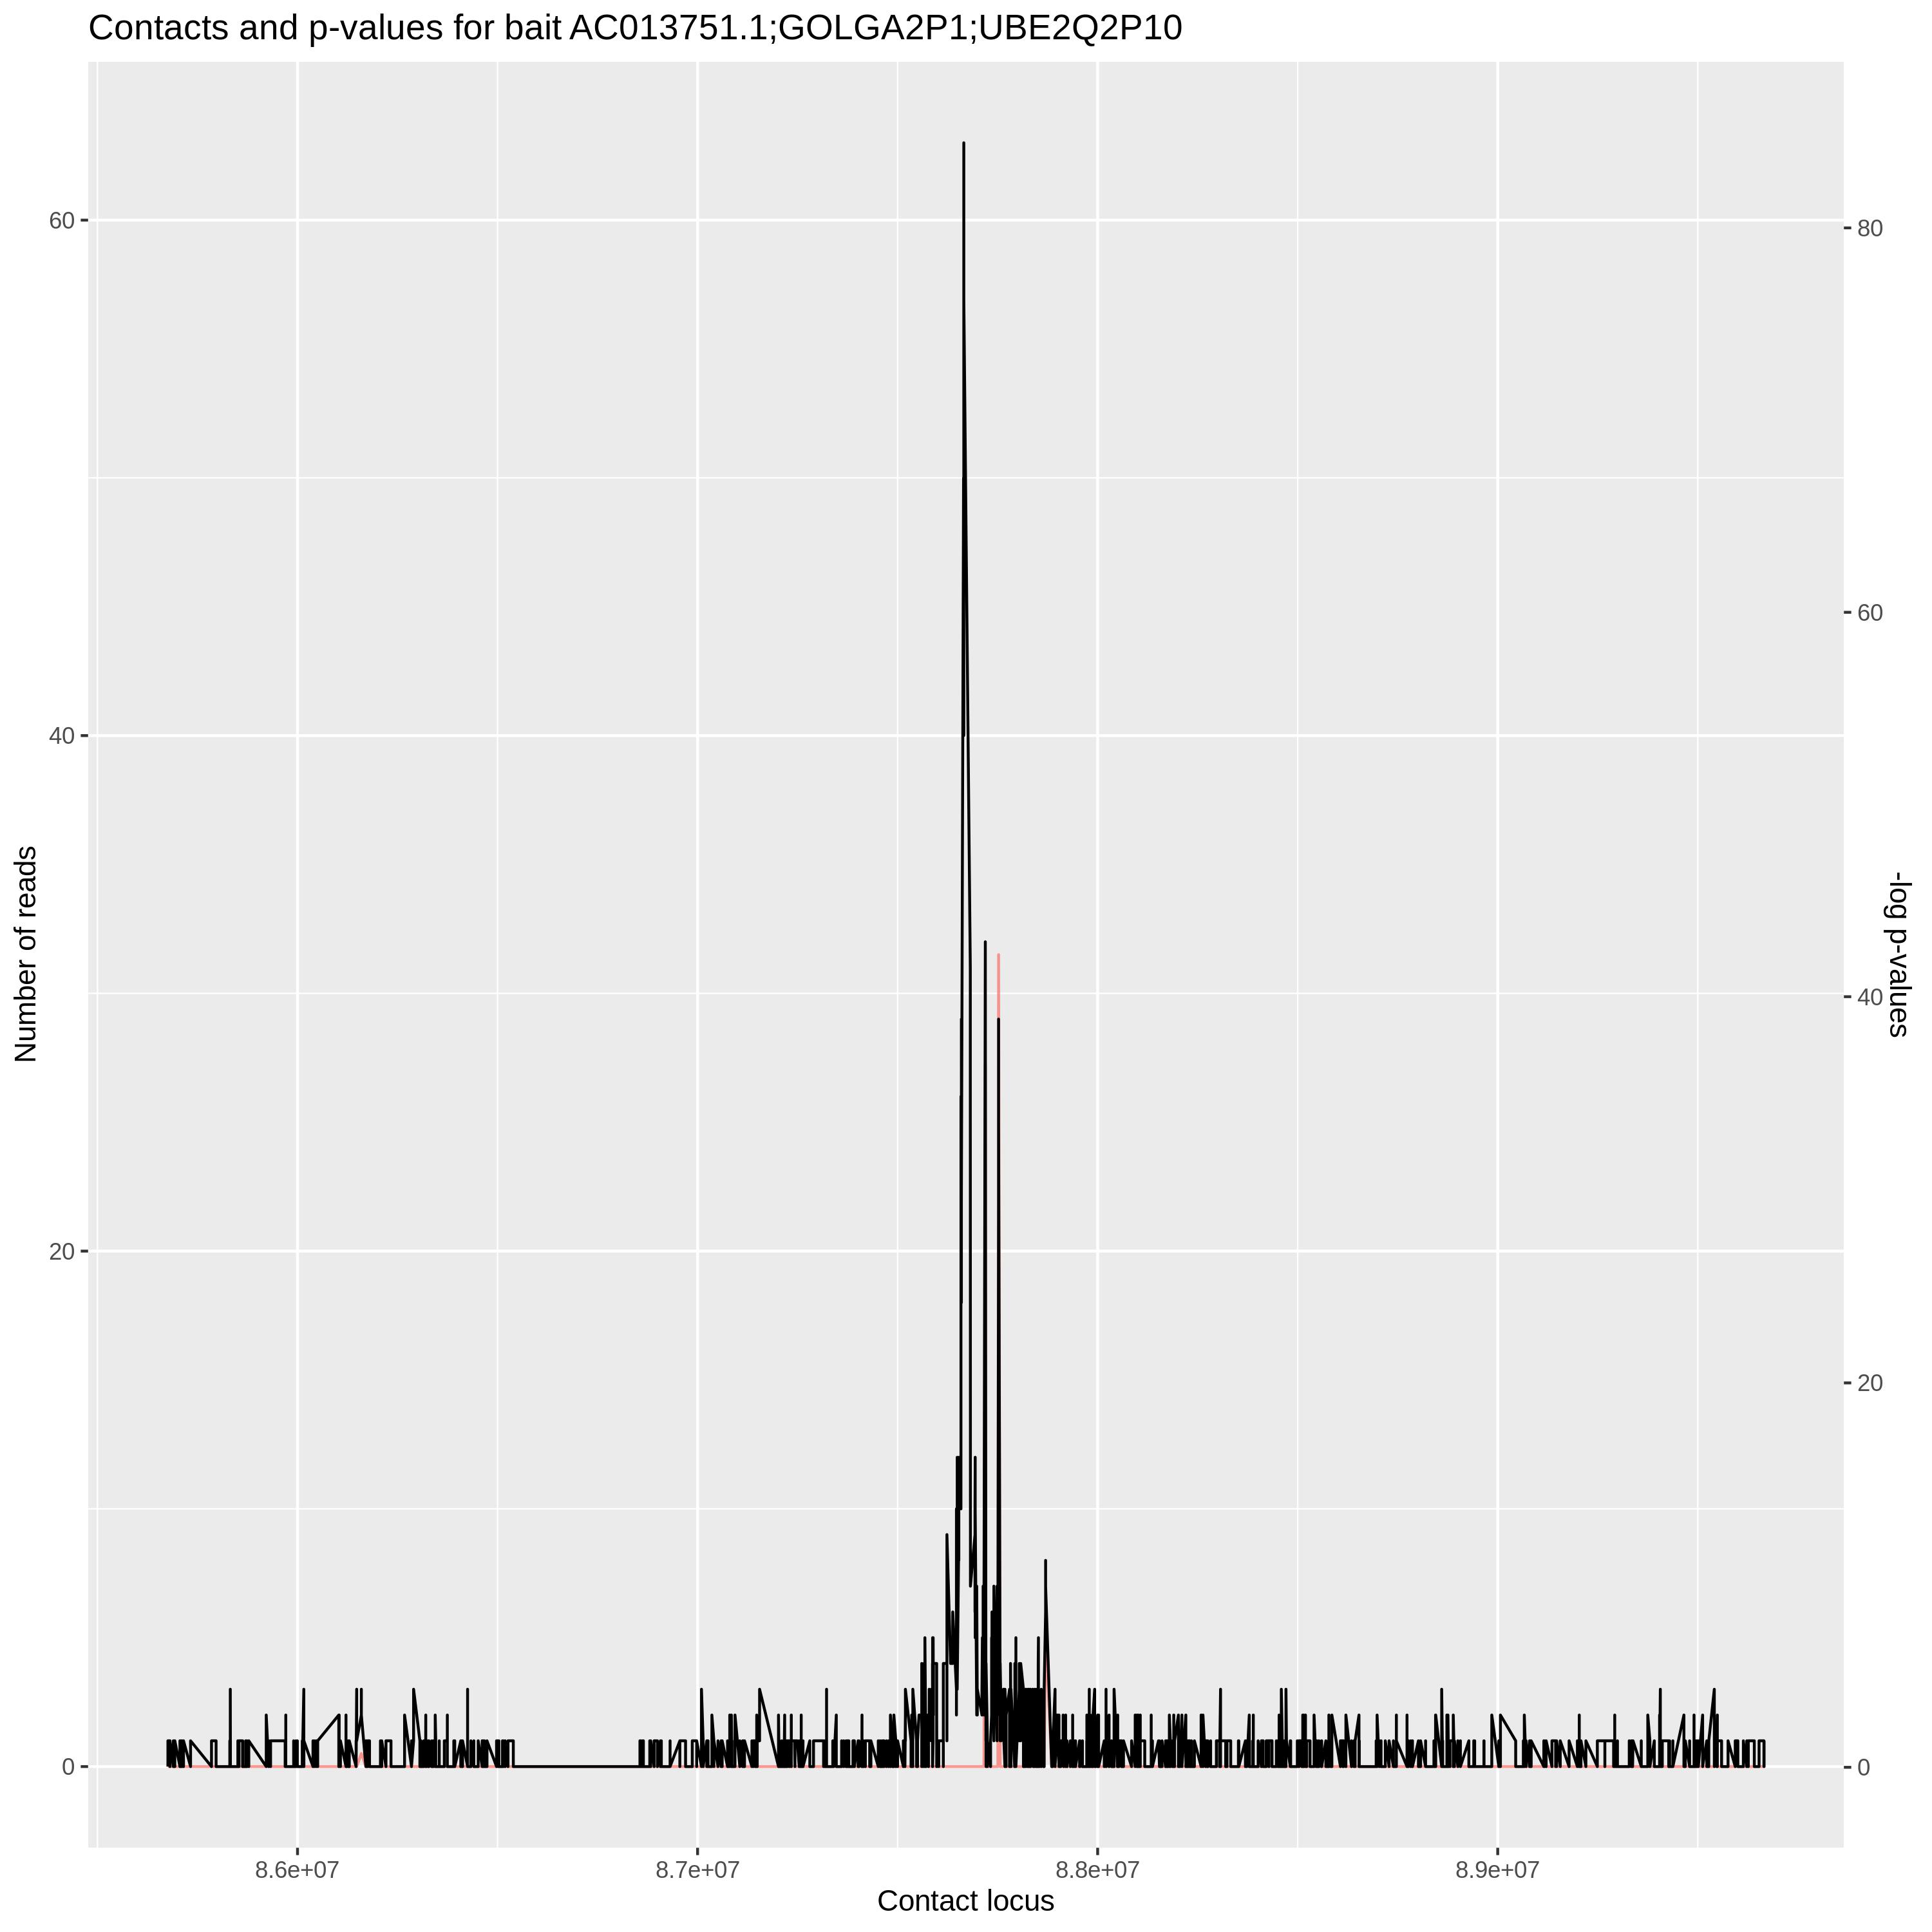 Contacts and p-values for bait AC013751.1;GOLGA2P1;UBE2Q2P10
Number of reads
60
40
20
0
80
60
40
20
0
-log p-values
8.6e+07 8.7e+07 8.8e+07 8.9e+07
Contact locus